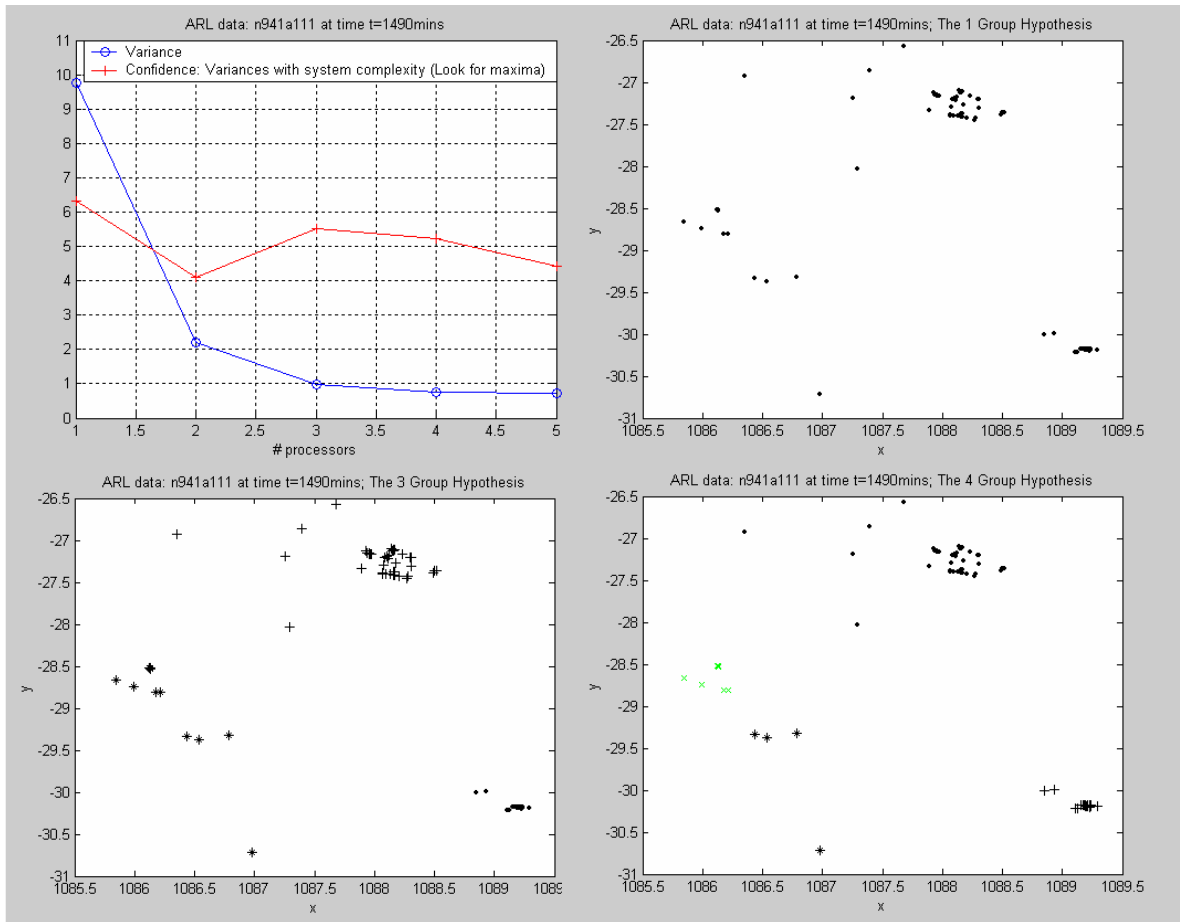 ARL data: n941a111 at time t=1490mins
Variance
Confidence: Variances with system complexity (Look for maxima)
11
10
9
8
7
6
5
4
3
2
1
0
1 1.5 2 2.5 3 3.5 4 4.5 5
# processors
ARL data: n941a111 at time t=1490mins; The 1 Group Hypothesis
-26.5
-27
-27.5
-28
-28.5
-29
-29.5
-30
-30.5
-31
y
1085.5 1086 1086.5 1087 1087.5 1088 1088.5 1089 1089.5
x
ARL data: n941a111 at time t=1490mins; The 3 Group Hypothesis
-26.5
-27
-27.5
-28
-28.5
-29
-29.5
-30
-30.5
-31
y
1085.5 1086 1086.5 1087 1087.5 1088 1088.5 1089 1089.5
x
ARL data: n941a111 at time t=1490mins; The 4 Group Hypothesis
-26.5
-27
-27.5
-28
-28.5
-29
-29.5
-30
-30.5
-31
y
1085.5 1086 1086.5 1087 1087.5 1088 1088.5 1089 1089.5
x